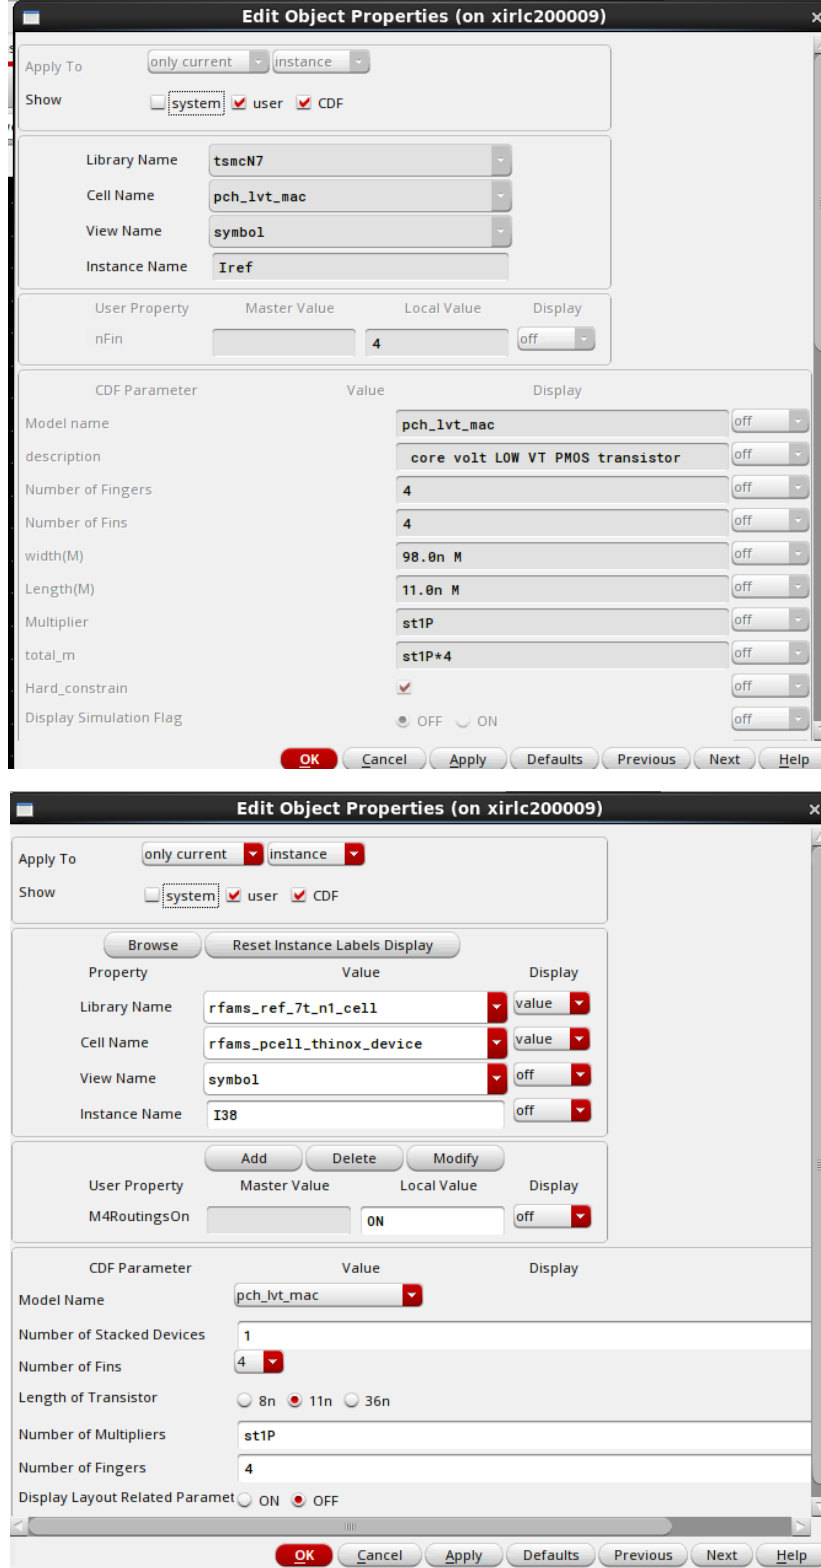 Edit Object Properties (on xirlc200009)
Apply To only current instance
Show system user CDF
Library Name tsmcN7
Cell Name pch_lvt_mac
View Name symbol
Instance Name Iref
User Property Master Value Local Value Display
nFin 4 off
CDF Parameter Value Display
Model name pch_lvt_mac off
description core volt LOW VT PMOS transistor off
Number of Fingers 4 off
Number of Fins 4 off
width(M) 98.0n M off
Length(M) 11.0n M off
Multiplier st1P off
total_m st1P*4 off
Hard_constrain off
Display Simulation Flag OFF ON off
OK Cancel Apply Defaults Previous Next Help
Edit Object Properties (on xirlc200009)
Apply To only current instance
Show system user CDF
Browse Reset Instance Labels Display
Property Value Display
Library Name rfams_ref_7t_n1_cell value
Cell Name rfams_pcell_thinox_device value
View Name symbol off
Instance Name I38 off
Add Delete Modify
User Property Master Value Local Value Display
M4RoutingsOn ON off
CDF Parameter Value Display
Model Name pch_lvt_mac
Number of Stacked Devices 1
Number of Fins 4
Length of Transistor 8n 11n 36n
Number of Multipliers st1P
Number of Fingers 4
Display Layout Related Paramet ON OFF
OK Cancel Apply Defaults Previous Next Help